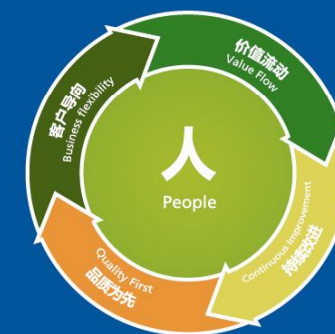 价值流动
Value Flow
持续改进
Continuous Improvement
Quality First
品质为先
客户导向
Business flexibility
人
People